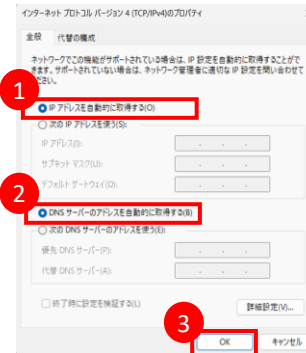 インターネット プロトコル バージョン 4 (TCP/IPv4)のプロパティ
全般 代替の構成
ネットワークでこの機能がサポートされている場合は、IP 設定を自動的に取得することがで
きます。サポートされていない場合は、ネットワーク管理者に適切な IP 設定を問い合わせて
ください。
1
IP アドレスを自動的に取得する(O)
次の IP アドレスを使う(S):
IP アドレス(I):
サブネット マスク(U):
デフォルト ゲートウェイ(D):
2
DNS サーバーのアドレスを自動的に取得する(B)
次の DNS サーバーのアドレスを使う(E):
優先 DNS サーバー(P):
代替 DNS サーバー(A):
終了時に設定を検証する(L)
詳細設定(V)...
3
OK キャンセル